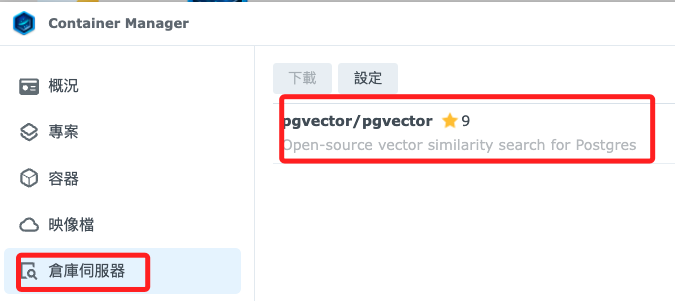 Container Manager
概況
專案
容器
映像檔
倉庫伺服器
下載 設定
pgvector/pgvector 9
Open-source vector similarity search for Postgres